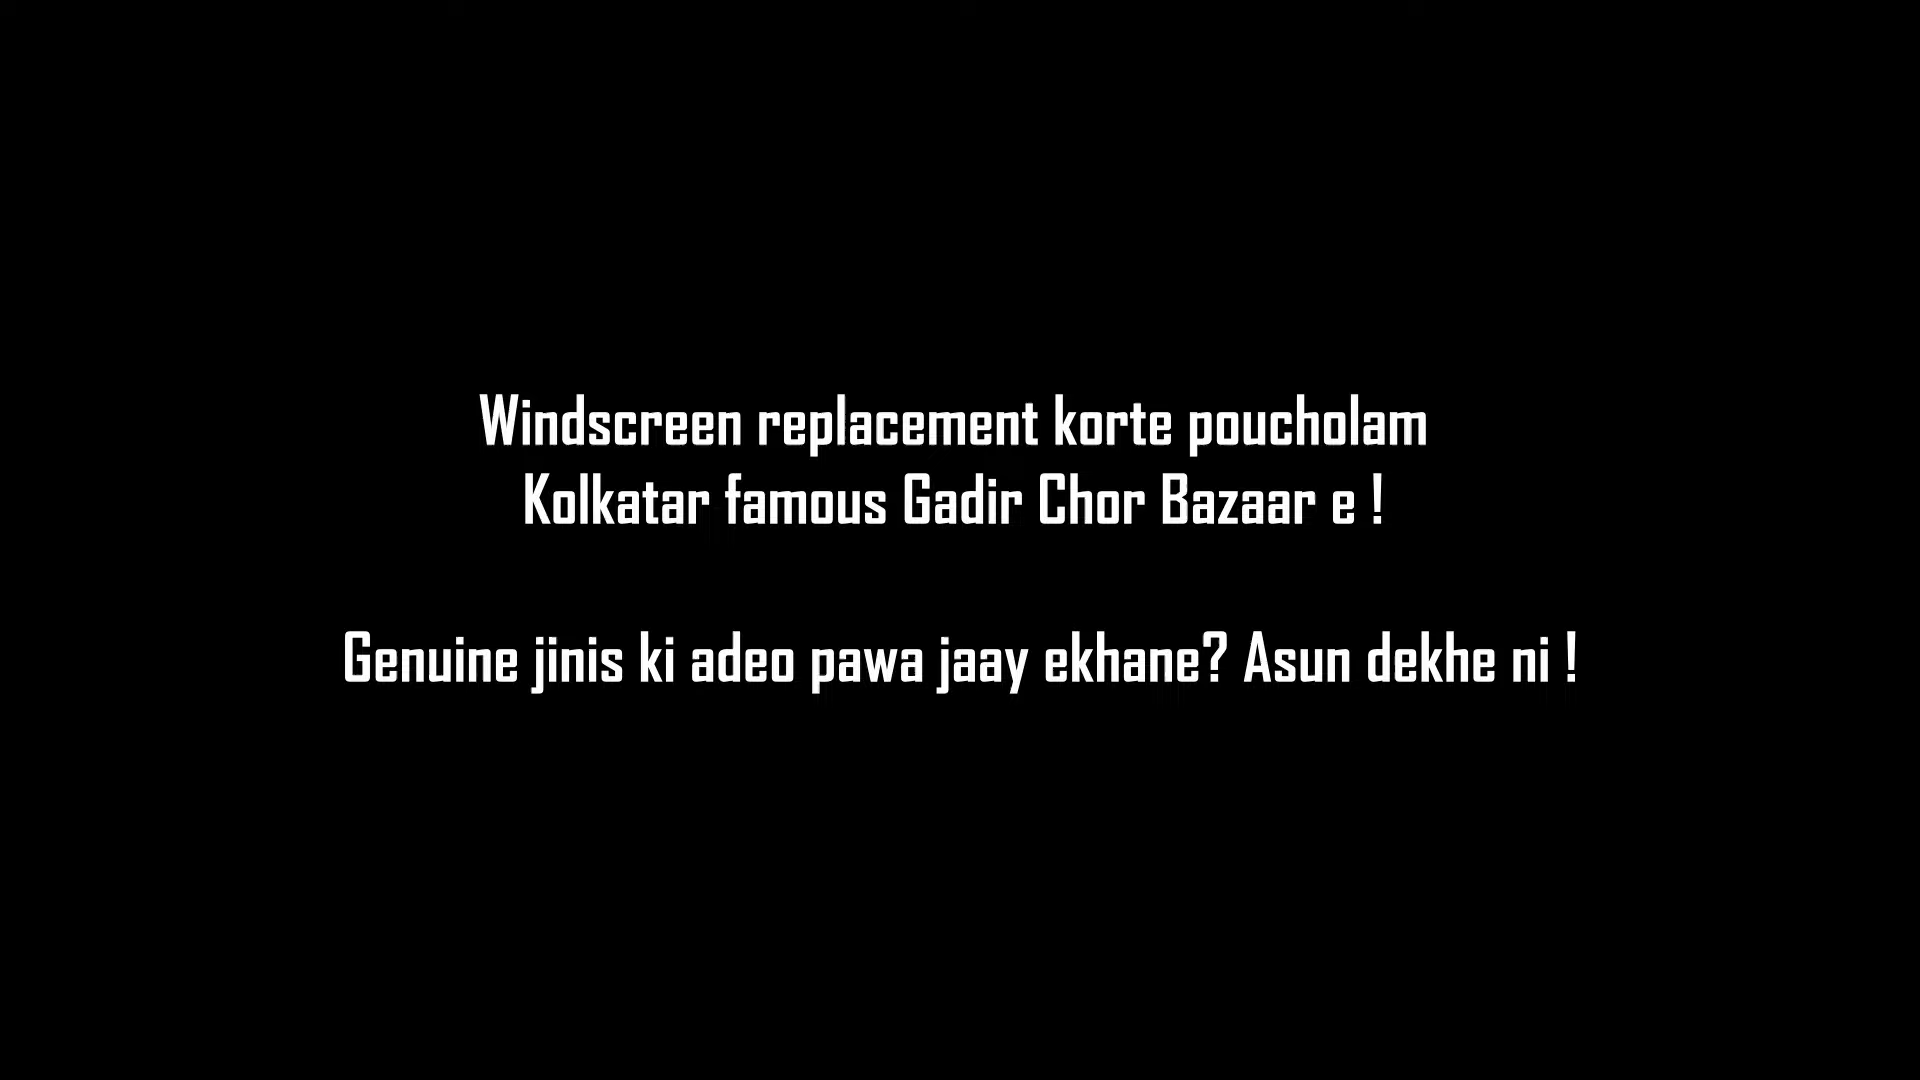 Windscreen replacement korte poucholam
Kolkatar famous Gadir Chor Bazaar e !
Genuine jinis ki adeo pawa jaay ekhane? Asun dekhe ni !